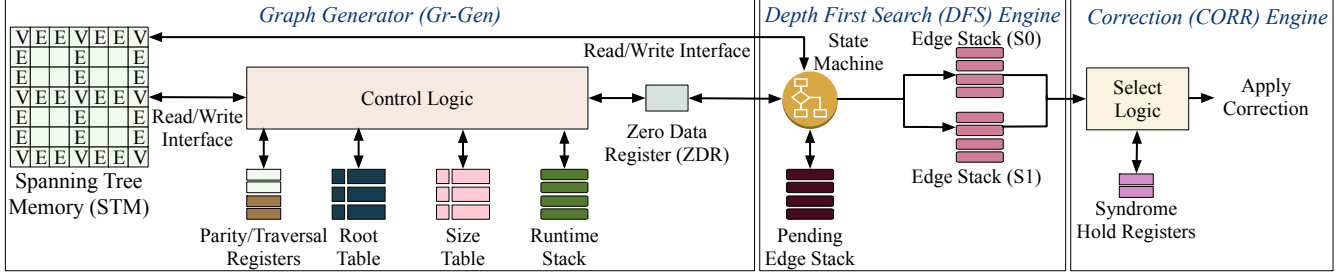 Graph Generator (Gr-Gen)
Depth First Search (DFS) Engine
Correction (CORR) Engine
V E E V E E V
E E E
E E E
V E E V E E V
E E E
E E E
V E E V E E V
Spanning Tree
Memory (STM)
Read/Write
Interface
Control Logic
Read/Write Interface
Zero Data
Register (ZDR)
Parity/Traversal
Registers
Root
Table
Size
Table
Runtime
Stack
State
Machine
Edge Stack (S0)
Edge Stack (S1)
Pending
Edge Stack
Select
Logic
Apply
Correction
Syndrome
Hold Registers